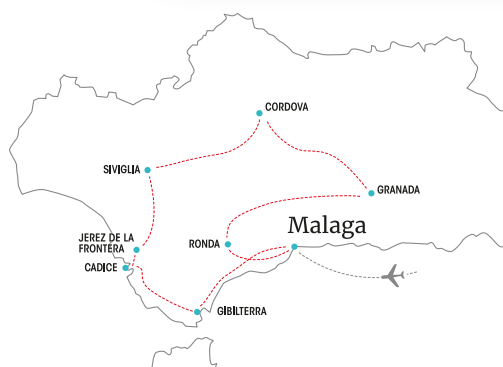 CORDOVA
SIVIGLIA
GRANADA
Malaga
JEREZ DE LA
FRONTERA
RONDA
CADICE
GIBILTERRA